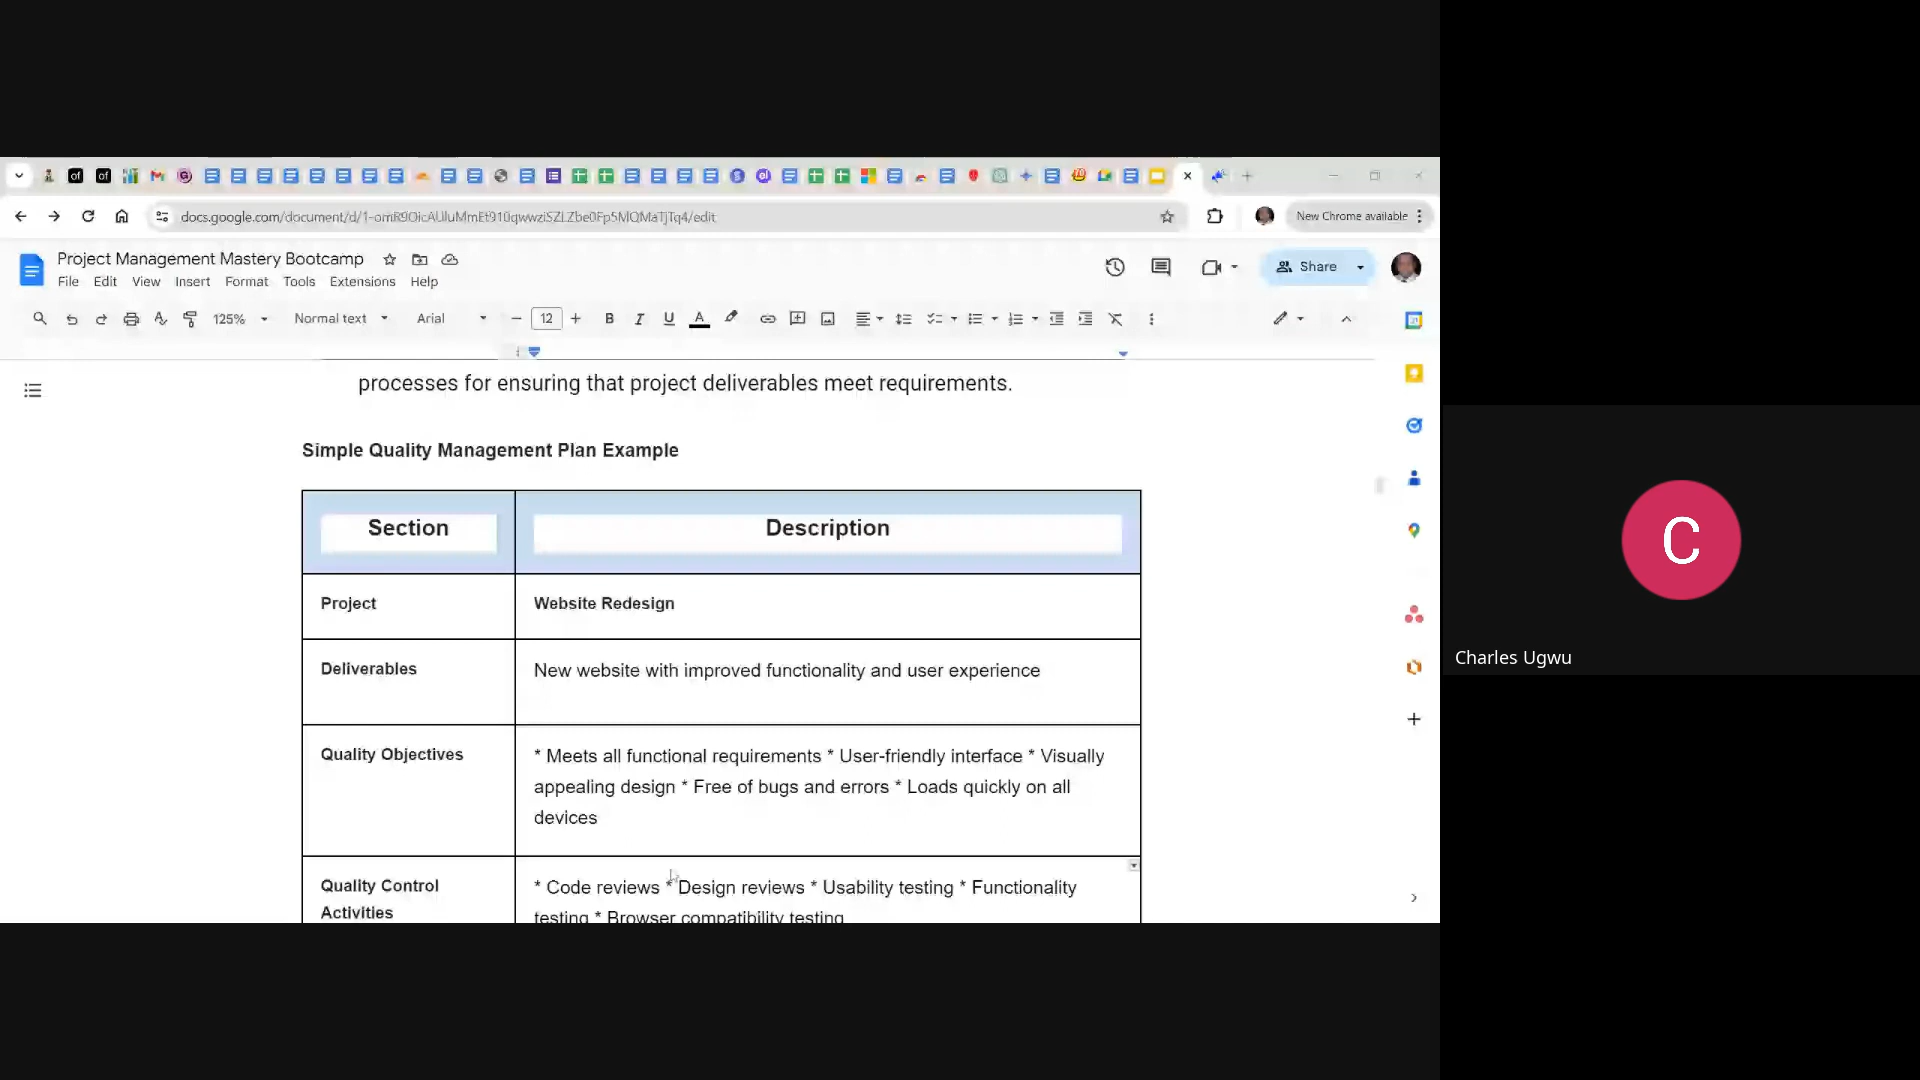 docs.google.com/document/d/1-omR9OicAUluMmEt910qwwziSZLZbe0Fp5MQMaTjTq4/edit
New Chrome available
Project Management Mastery Bootcamp
File Edit View Insert Format Tools Extensions Help
Share
125% Normal text Arial 12 B I U A
processes for ensuring that project deliverables meet requirements.
Simple Quality Management Plan Example
Section Description
Project Website Redesign
Deliverables New website with improved functionality and user experience
Quality Objectives * Meets all functional requirements * User-friendly interface * Visually
appealing design * Free of bugs and errors * Loads quickly on all
devices
Quality Control * Code reviews * Design reviews * Usability testing * Functionality
Activities testing * Browser compatibility testing
C
Charles Ugwu